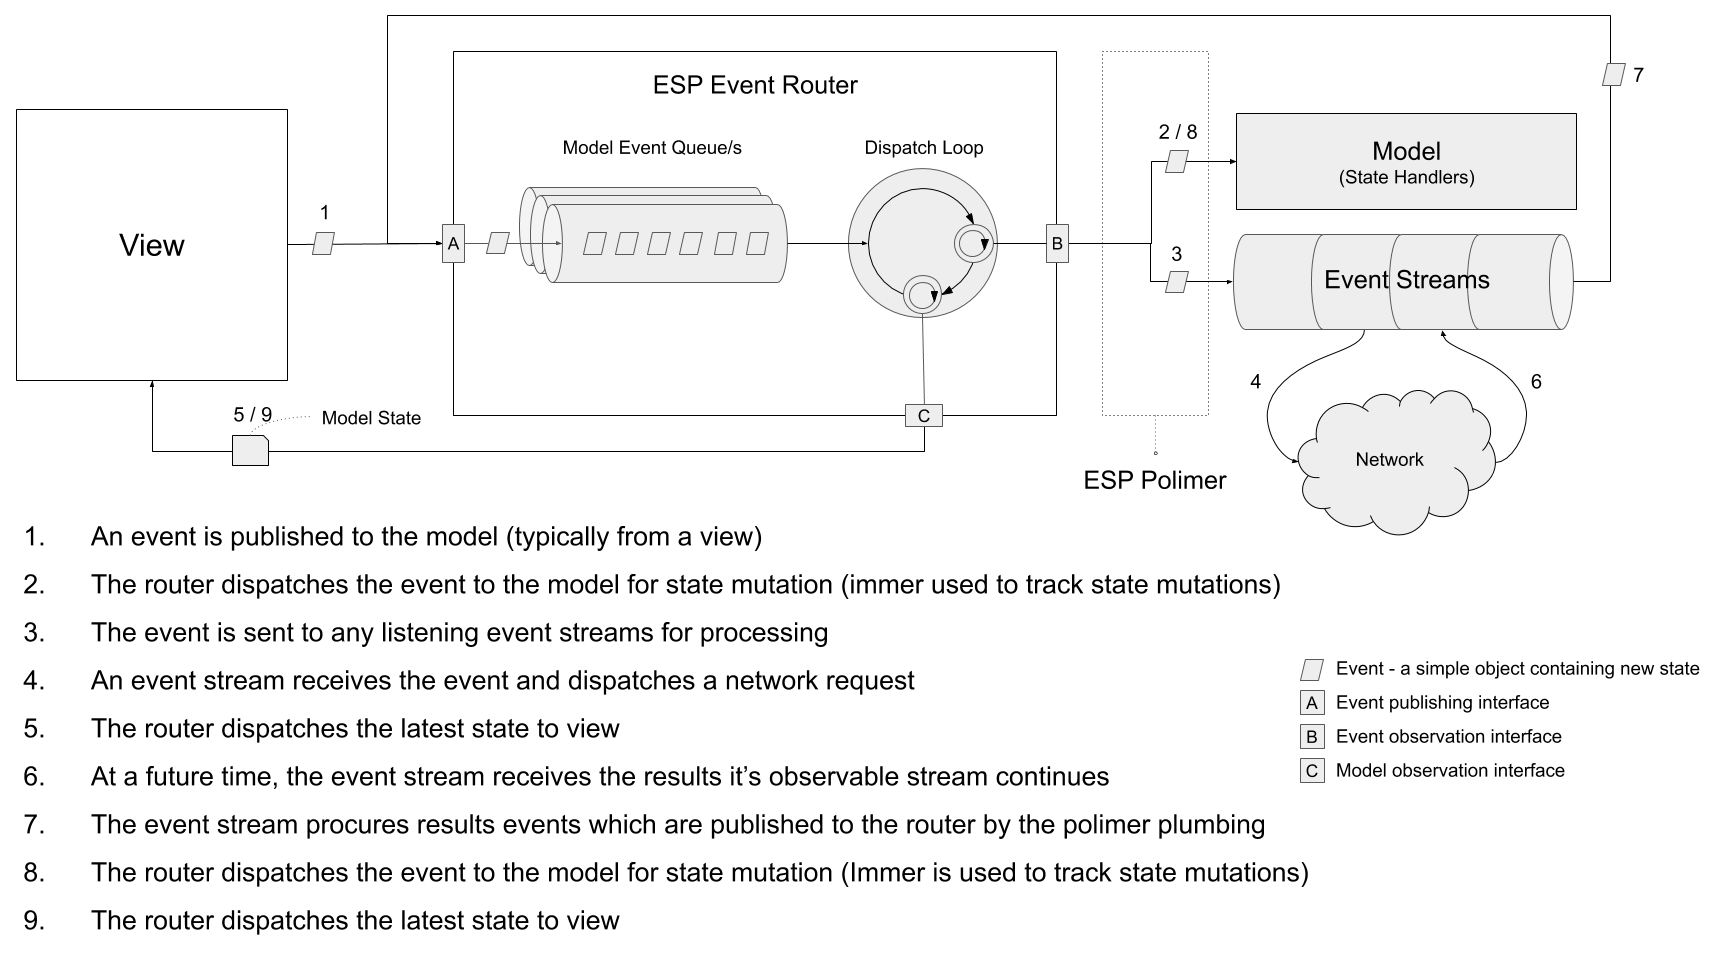 7
ESP Event Router
Model Event Queue/s
Dispatch Loop
2 / 8
Model
(State Handlers)
View
1
A
B
3
Event Streams
4
6
5 / 9
Model State
C
Network
ESP Polimer
1. An event is published to the model (typically from a view)
2. The router dispatches the event to the model for state mutation (immer used to track state mutations)
3. The event is sent to any listening event streams for processing
4. An event stream receives the event and dispatches a network request
5. The router dispatches the latest state to view
6. At a future time, the event stream receives the results it’s observable stream continues
7. The event stream procures results events which are published to the router by the polimer plumbing
8. The router dispatches the event to the model for state mutation (Immer is used to track state mutations)
9. The router dispatches the latest state to view
Event - a simple object containing new state
A Event publishing interface
B Event observation interface
C Model observation interface